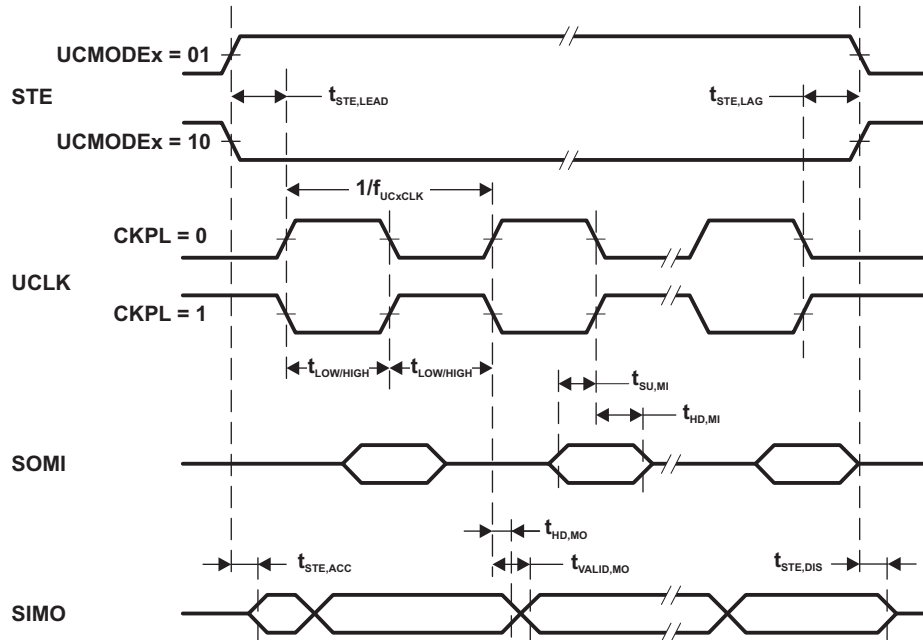 UCMODEx = 01
STE
tSTE,LEAD
tSTE,LAG
UCMODEx = 10
1/fUCxCLK
CKPL = 0
UCLK
CKPL = 1
tLOW/HIGH
tLOW/HIGH
tSU,MI
tHD,MI
SOMI
tHD,MO
tSTE,ACC
tVALID,MO
tSTE,DIS
SIMO